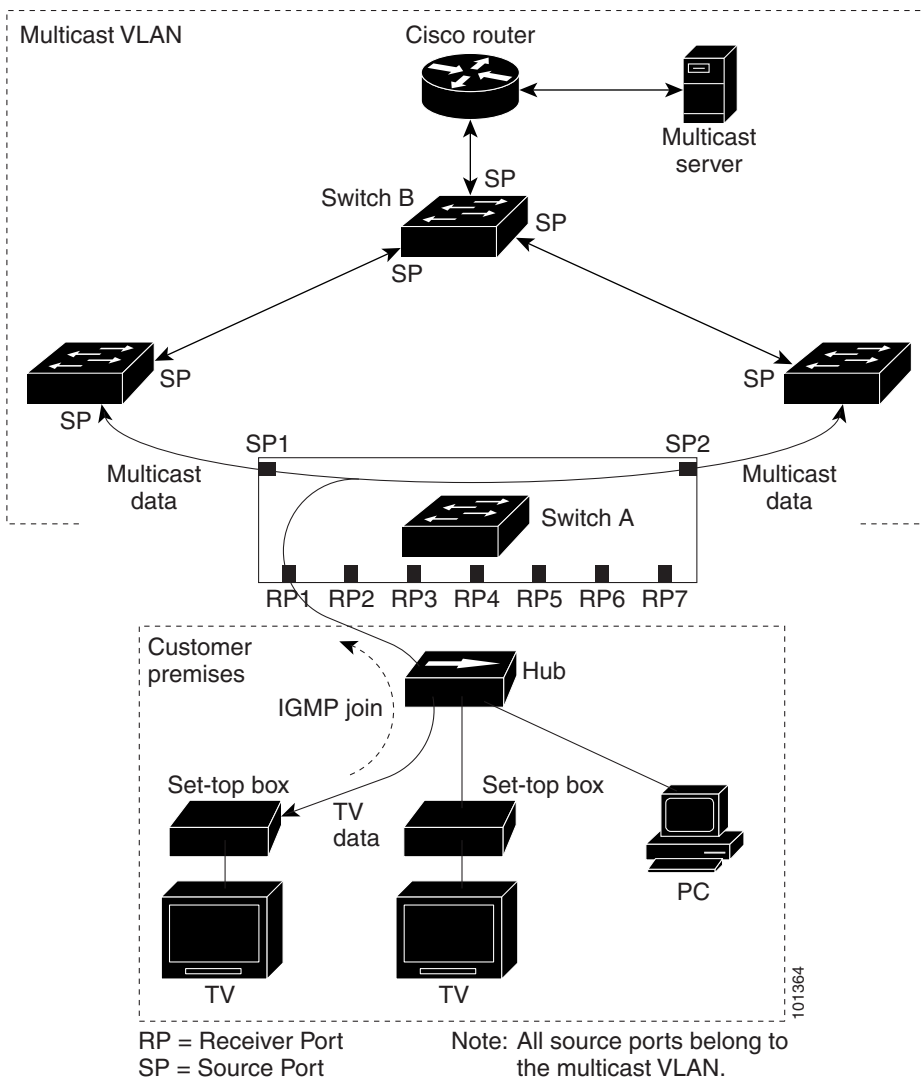 Multicast VLAN
Cisco router
Multicast
server
SP
Switch B
SP
SP
SP
SP
SP
SP1
SP2
Multicast
data
Multicast
data
Switch A
RP1 RP2 RP3 RP4 RP5 RP6 RP7
Customer
premises
Hub
IGMP join
Set-top box
Set-top box
TV
data
PC
TV
TV
101364
RP = Receiver Port
SP = Source Port
Note: All source ports belong to
the multicast VLAN.